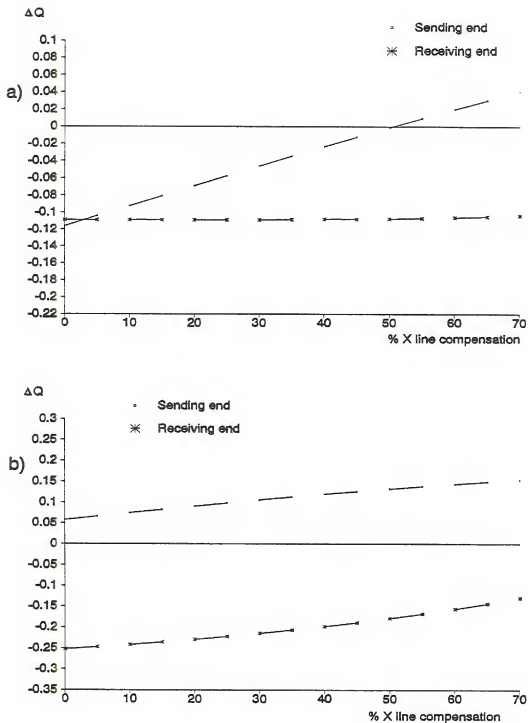 ΔQ
Sending end
Receiving end
a)
0.1
0.08
0.06
0.04
0.02
0
-0.02
-0.04
-0.06
-0.08
-0.1
-0.12
-0.14
-0.16
-0.18
-0.2
-0.22
0 10 20 30 40 50 60 70
% X line compensation
ΔQ
Sending end
Receiving end
b)
0.3
0.25
0.2
0.15
0.1
0.05
0
-0.05
-0.1
-0.15
-0.2
-0.25
-0.3
-0.35
0 10 20 30 40 50 60 70
% X line compensation